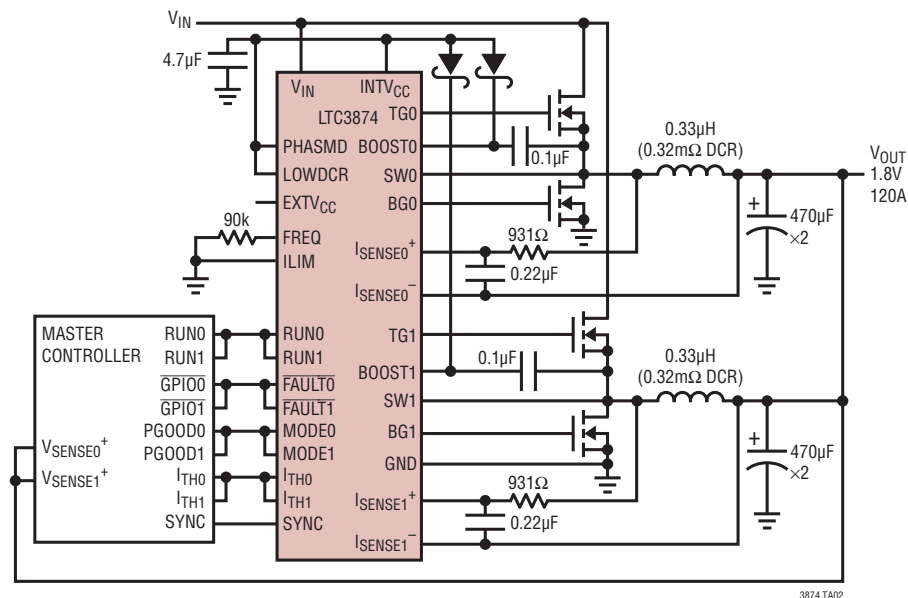 VIN
4.7µF
VIN
INTVCC
LTC3874
TG0
PHASMD
BOOST0
0.1µF
0.33µH
(0.32mΩ DCR)
VOUT
1.8V
120A
LOWDCR
SW0
EXTVCC
BG0
+
470µF
×2
90k
FREQ
931Ω
ISENSE0+
ILIM
0.22µF
ISENSE0–
MASTER
CONTROLLER
RUN0
RUN1
GPIO0
GPIO1
PGOOD0
PGOOD1
ITH0
ITH1
SYNC
VSENSE0+
VSENSE1+
RUN0
RUN1
FAULT0
FAULT1
MODE0
MODE1
ITH0
ITH1
SYNC
TG1
0.1µF
BOOST1
0.33µH
(0.32mΩ DCR)
SW1
BG1
+
470µF
×2
GND
931Ω
ISENSE1+
0.22µF
ISENSE1–
3874 TA02